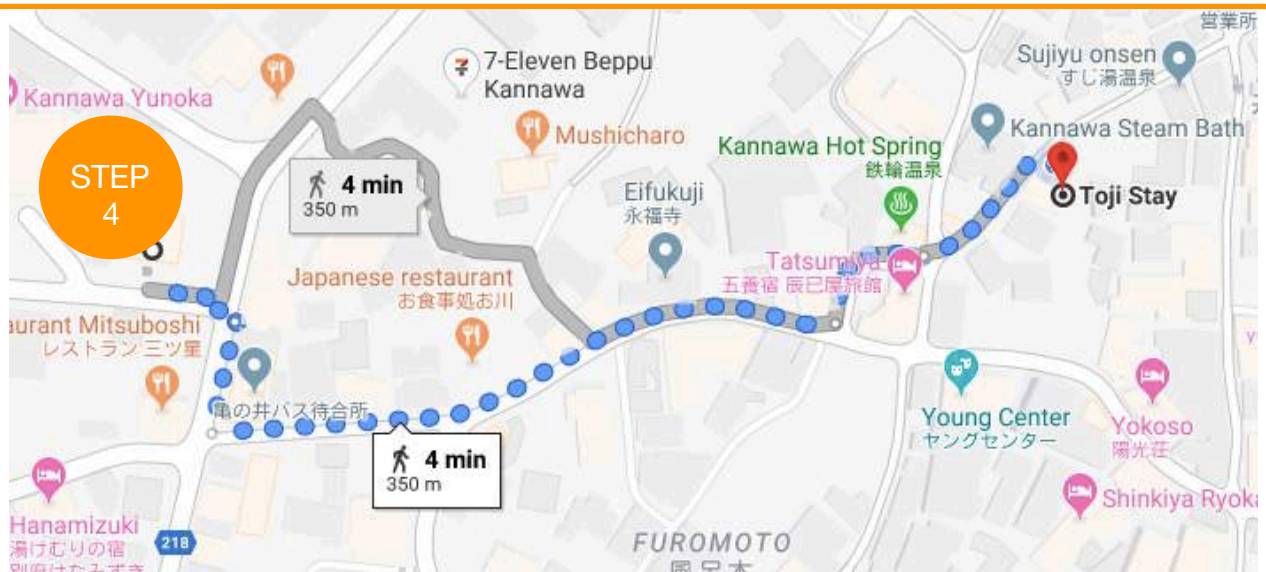 営業所
Sujiyu onsen
すじ湯温泉
7-Eleven Beppu
Kannawa
Kannawa Yunoka
Mushicharo
Kannawa Steam Bath
Kannawa Hot Spring
鉄輪温泉
STEP
4
4 min
350 m
Eifukuji
永福寺
Toji Stay
Japanese restaurant
お食事処お川
Tatsumiya
五善宿 辰巳屋旅館
aurant Mitsuboshi
レストラン三ツ星
亀の井バス待合所
4 min
350 m
Young Center
ヤングセンター
Yokoso
陽光荘
Shinkiya Ryok
Hanamizuki
湯けむりの宿
218
FUROMOTO